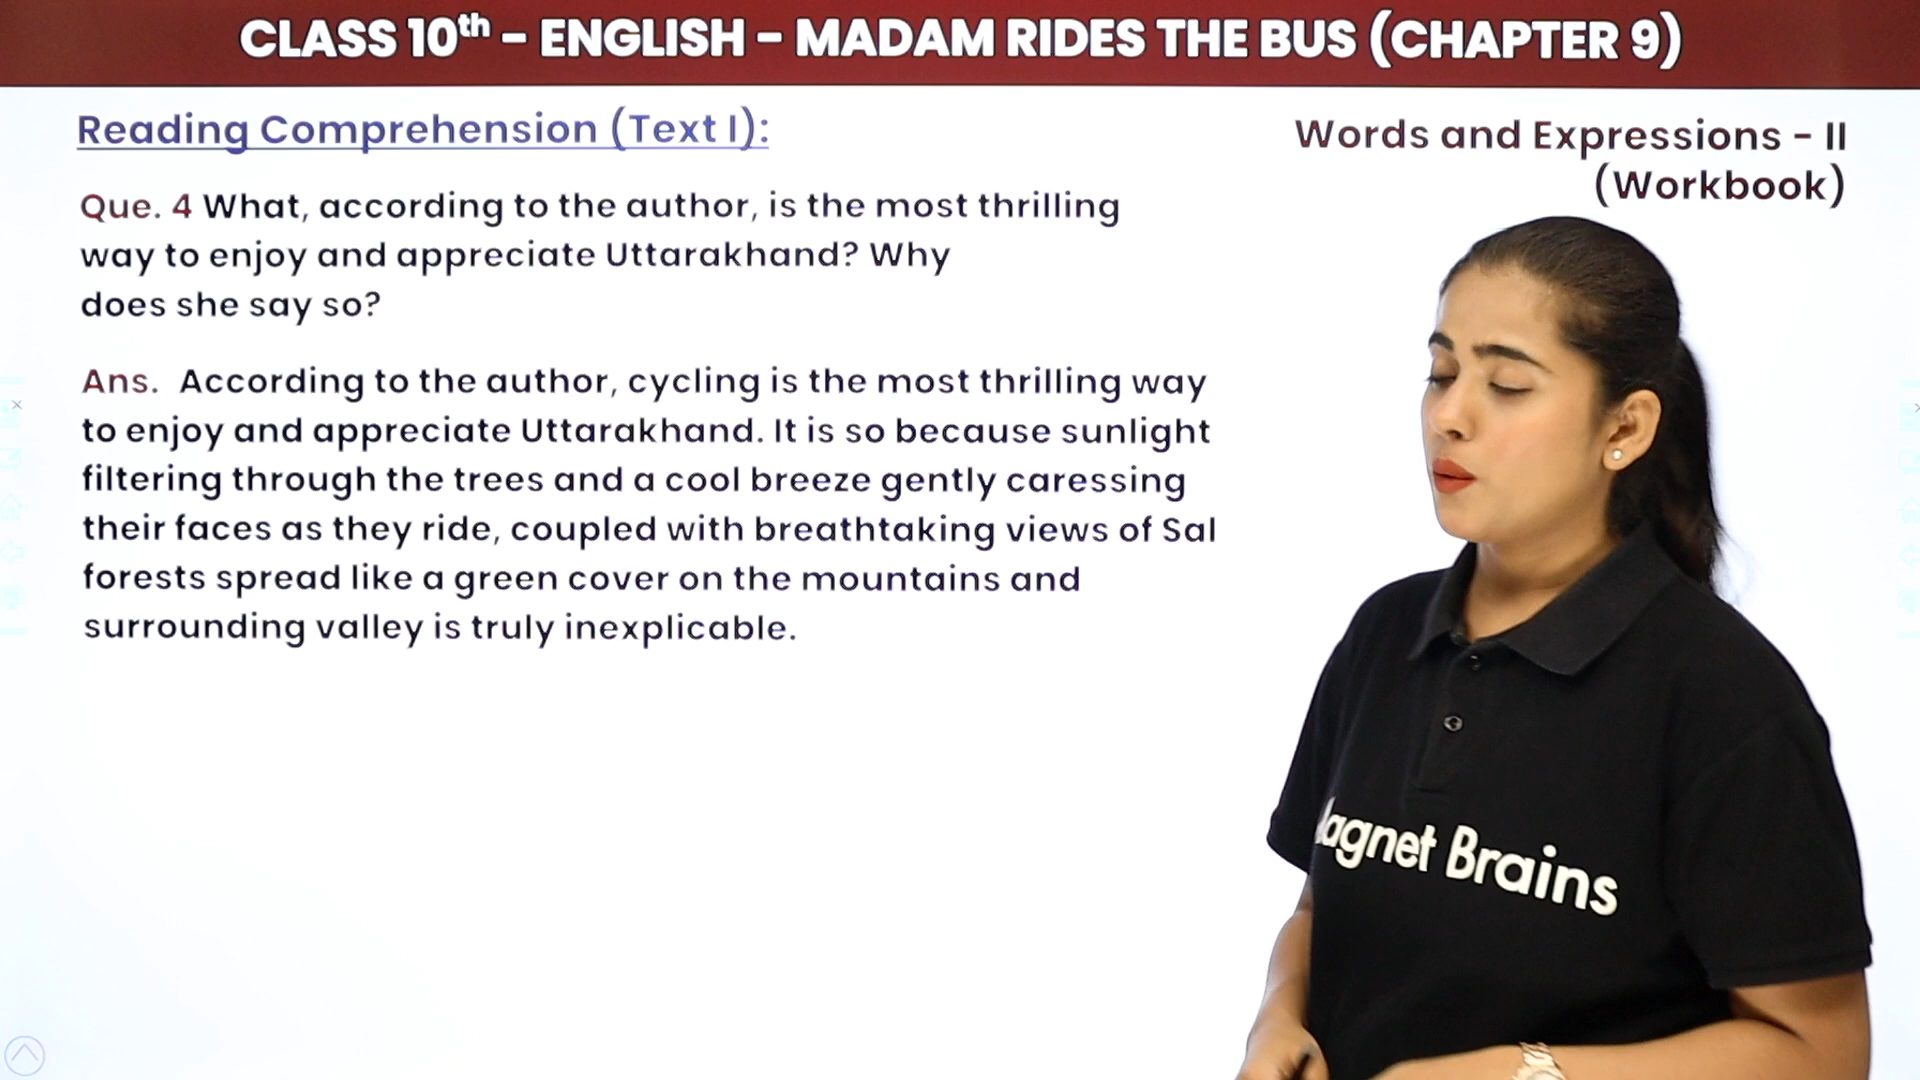 CLASS 10th - ENGLISH - MADAM RIDES THE BUS (CHAPTER 9)
Reading Comprehension (Text I):
Words and Expressions - II
(Workbook)
Que. 4 What, according to the author, is the most thrilling
way to enjoy and appreciate Uttarakhand? Why
does she say so?
Ans. According to the author, cycling is the most thrilling way
to enjoy and appreciate Uttarakhand. It is so because sunlight
filtering through the trees and a cool breeze gently caressing
their faces as they ride, coupled with breathtaking views of Sal
forests spread like a green cover on the mountains and
surrounding valley is truly inexplicable.
agnet Brains